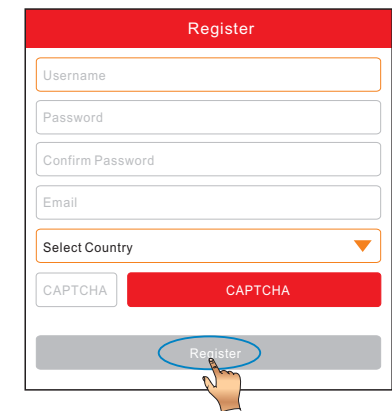 Register
Username
Password
Confirm Password
Email
Select Country
CAPTCHA CAPTCHA
Register